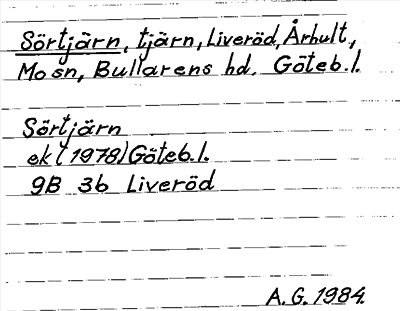 Sörtjärn, tjärn, Liveröd, Århult,
Mo sn, Bullarens hd. Göteb.l.
Sörtjärn
ek (1978) Göteb.l.
9B 3b Liveröd
A.G. 1984.